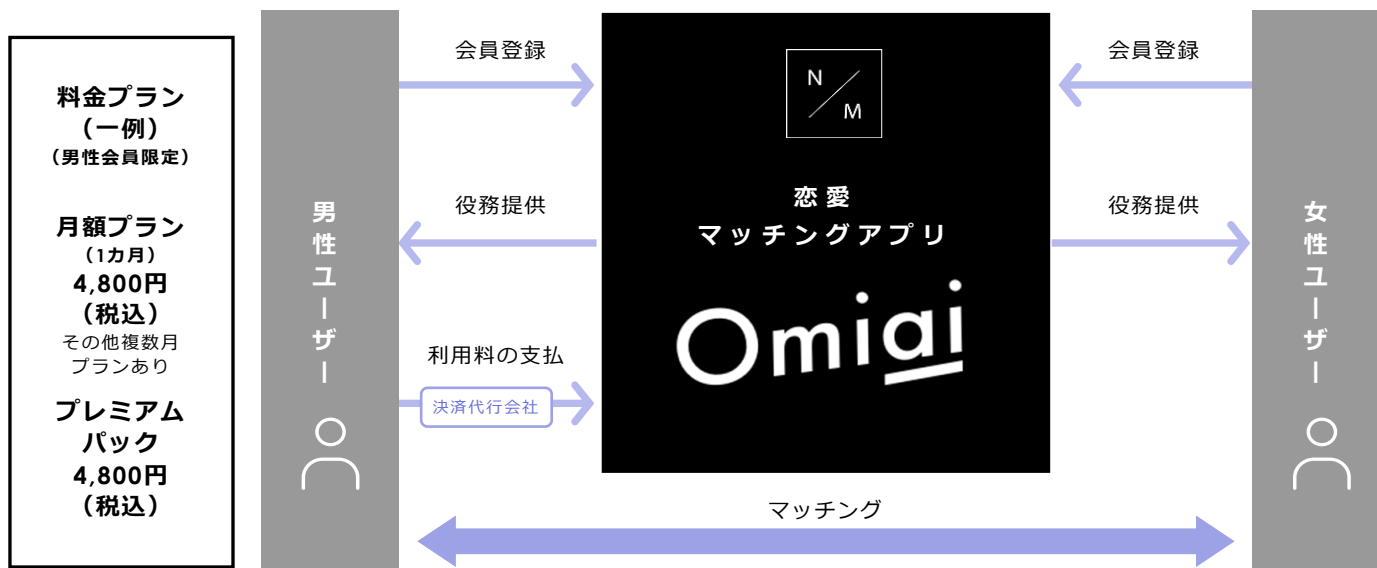 料金プラン
（一例）
（男性会員限定）
月額プラン
（1カ月）
4,800円
（税込）
その他複数月
プランあり
プレミアム
パック
4,800円
（税込）
男性ユーザー
会員登録
役務提供
利用料の支払
決済代行会社
N
M
恋愛
マッチングアプリ
Omiai
会員登録
役務提供
女性ユーザー
マッチング